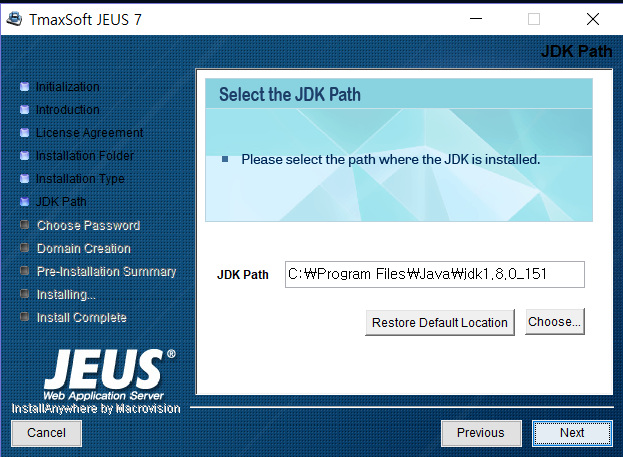 TmaxSoft JEUS 7
JDK Path
Initialization
Introduction
License Agreement
Installation Folder
Installation Type
JDK Path
Choose Password
Domain Creation
Pre-Installation Summary
Installing...
Install Complete
Select the JDK Path
Please select the path where the JDK is installed.
JDK Path C:₩Program Files₩Java₩jdk1.8.0_151
Restore Default Location Choose...
JEUS®
Web Application Server
InstallAnywhere by Macrovision
Cancel Previous Next